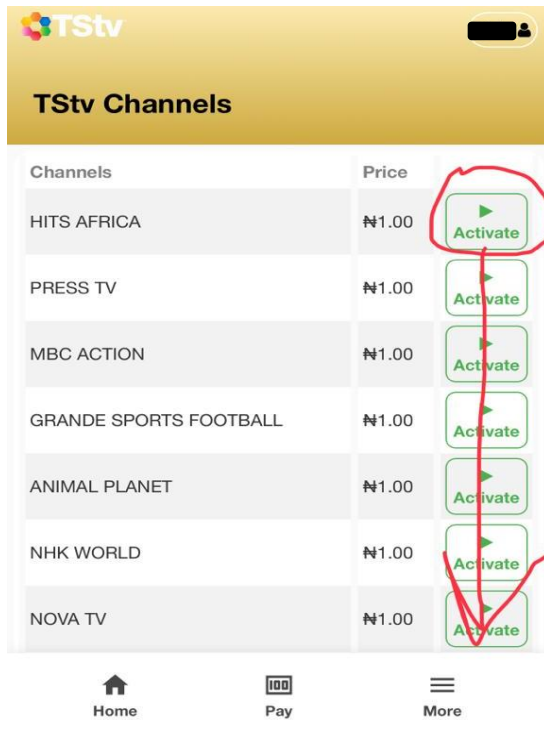 TStv
TStv Channels
Channels Price
HITS AFRICA ₦1.00 Activate
PRESS TV ₦1.00 Activate
MBC ACTION ₦1.00 Activate
GRANDE SPORTS FOOTBALL ₦1.00 Activate
ANIMAL PLANET ₦1.00 Activate
NHK WORLD ₦1.00 Activate
NOVA TV ₦1.00 Activate
Home Pay More